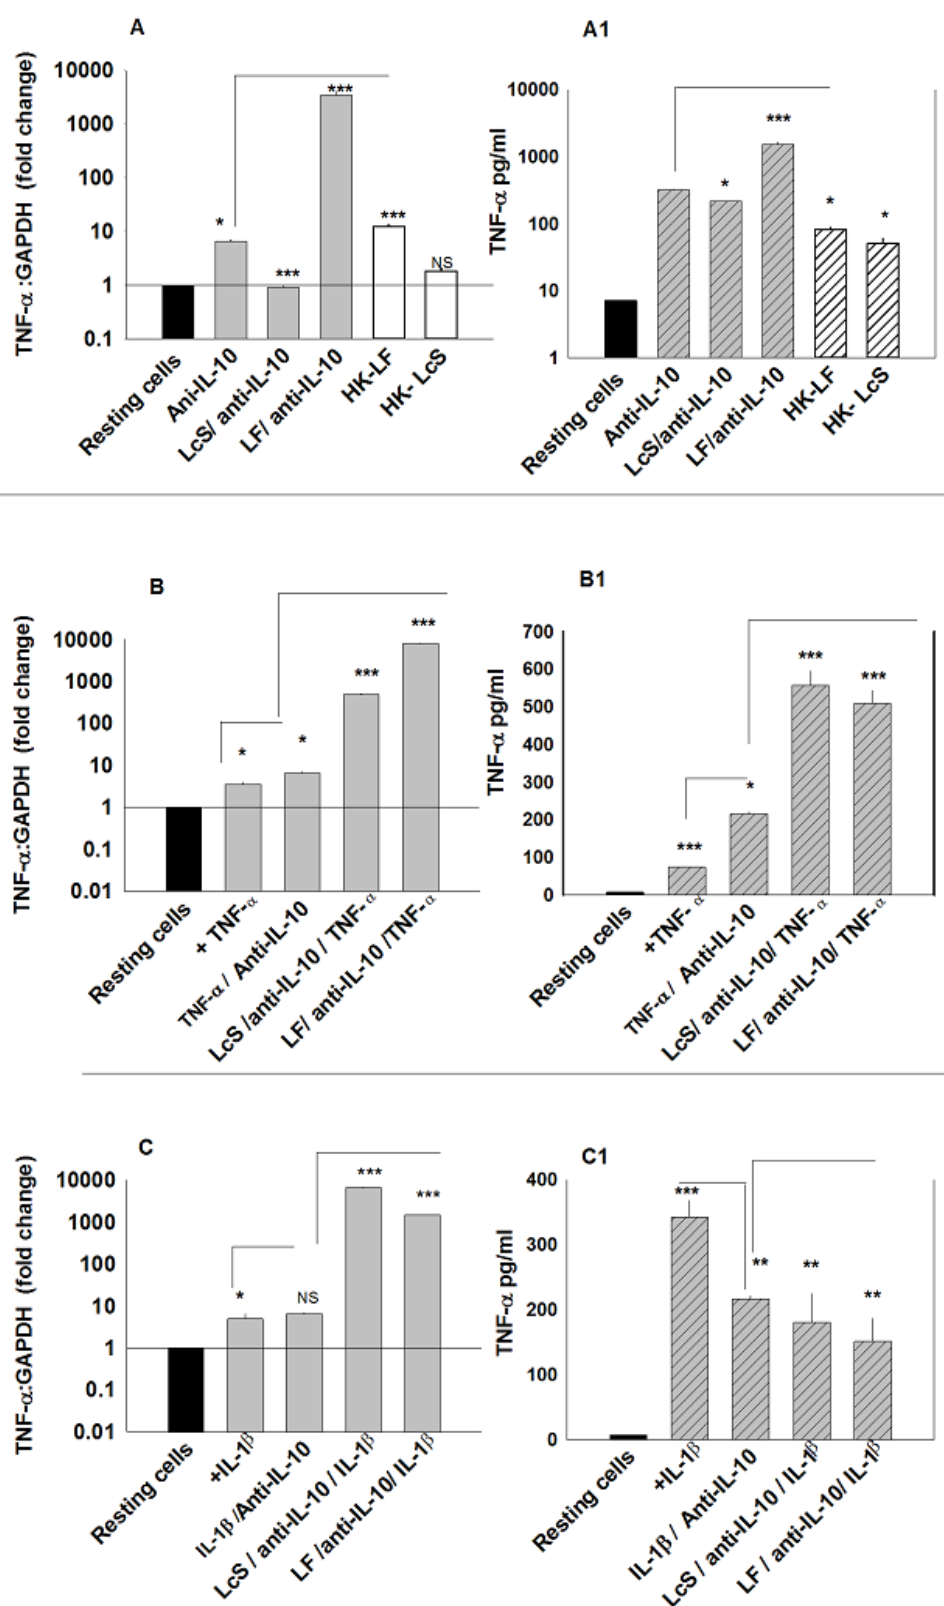 A
TNF-α :GAPDH (fold change)
10000
1000
100
10
1
0.1
*
***
***
***
NS
Resting cells
Ani-IL-10
LcS/ anti-IL-10
LF/ anti-IL-10
HK-LF
HK- LcS
A1
TNF-α pg/ml
10000
1000
100
10
1
*
***
*
*
Resting cells
Anti-IL-10
LcS/anti-IL-10
LF/anti-IL-10
HK-LF
HK- LcS
B
TNF-α:GAPDH (fold change)
10000
1000
100
10
1
0.1
0.01
*
*
***
***
Resting cells
+ TNF-α
TNF-α / Anti-IL-10
LcS /anti-IL-10 / TNF-α
LF/ anti-IL-10 /TNF-α
B1
TNF-α pg/ml
700
600
500
400
300
200
100
0
***
*
***
***
Resting cells
+TNF-α
TNF-α / Anti-IL-10
LcS/ anti-IL-10/ TNF-α
LF/ anti-IL-10/ TNF-α
C
TNF-α:GAPDH (fold change)
10000
1000
100
10
1
0.1
0.01
*
NS
***
***
Resting cells
+IL-1β
IL-1β /Anti-IL-10
LcS / anti-IL-10 / IL-1β
LF /anti-IL-10/ IL-1β
C1
TNF-α pg/ml
400
300
200
100
0
***
**
**
**
Resting cells
+IL-1β
IL-1β / Anti-IL-10
LcS / anti-IL-10 / IL-1β
LF / anti-IL-10/ IL-1β